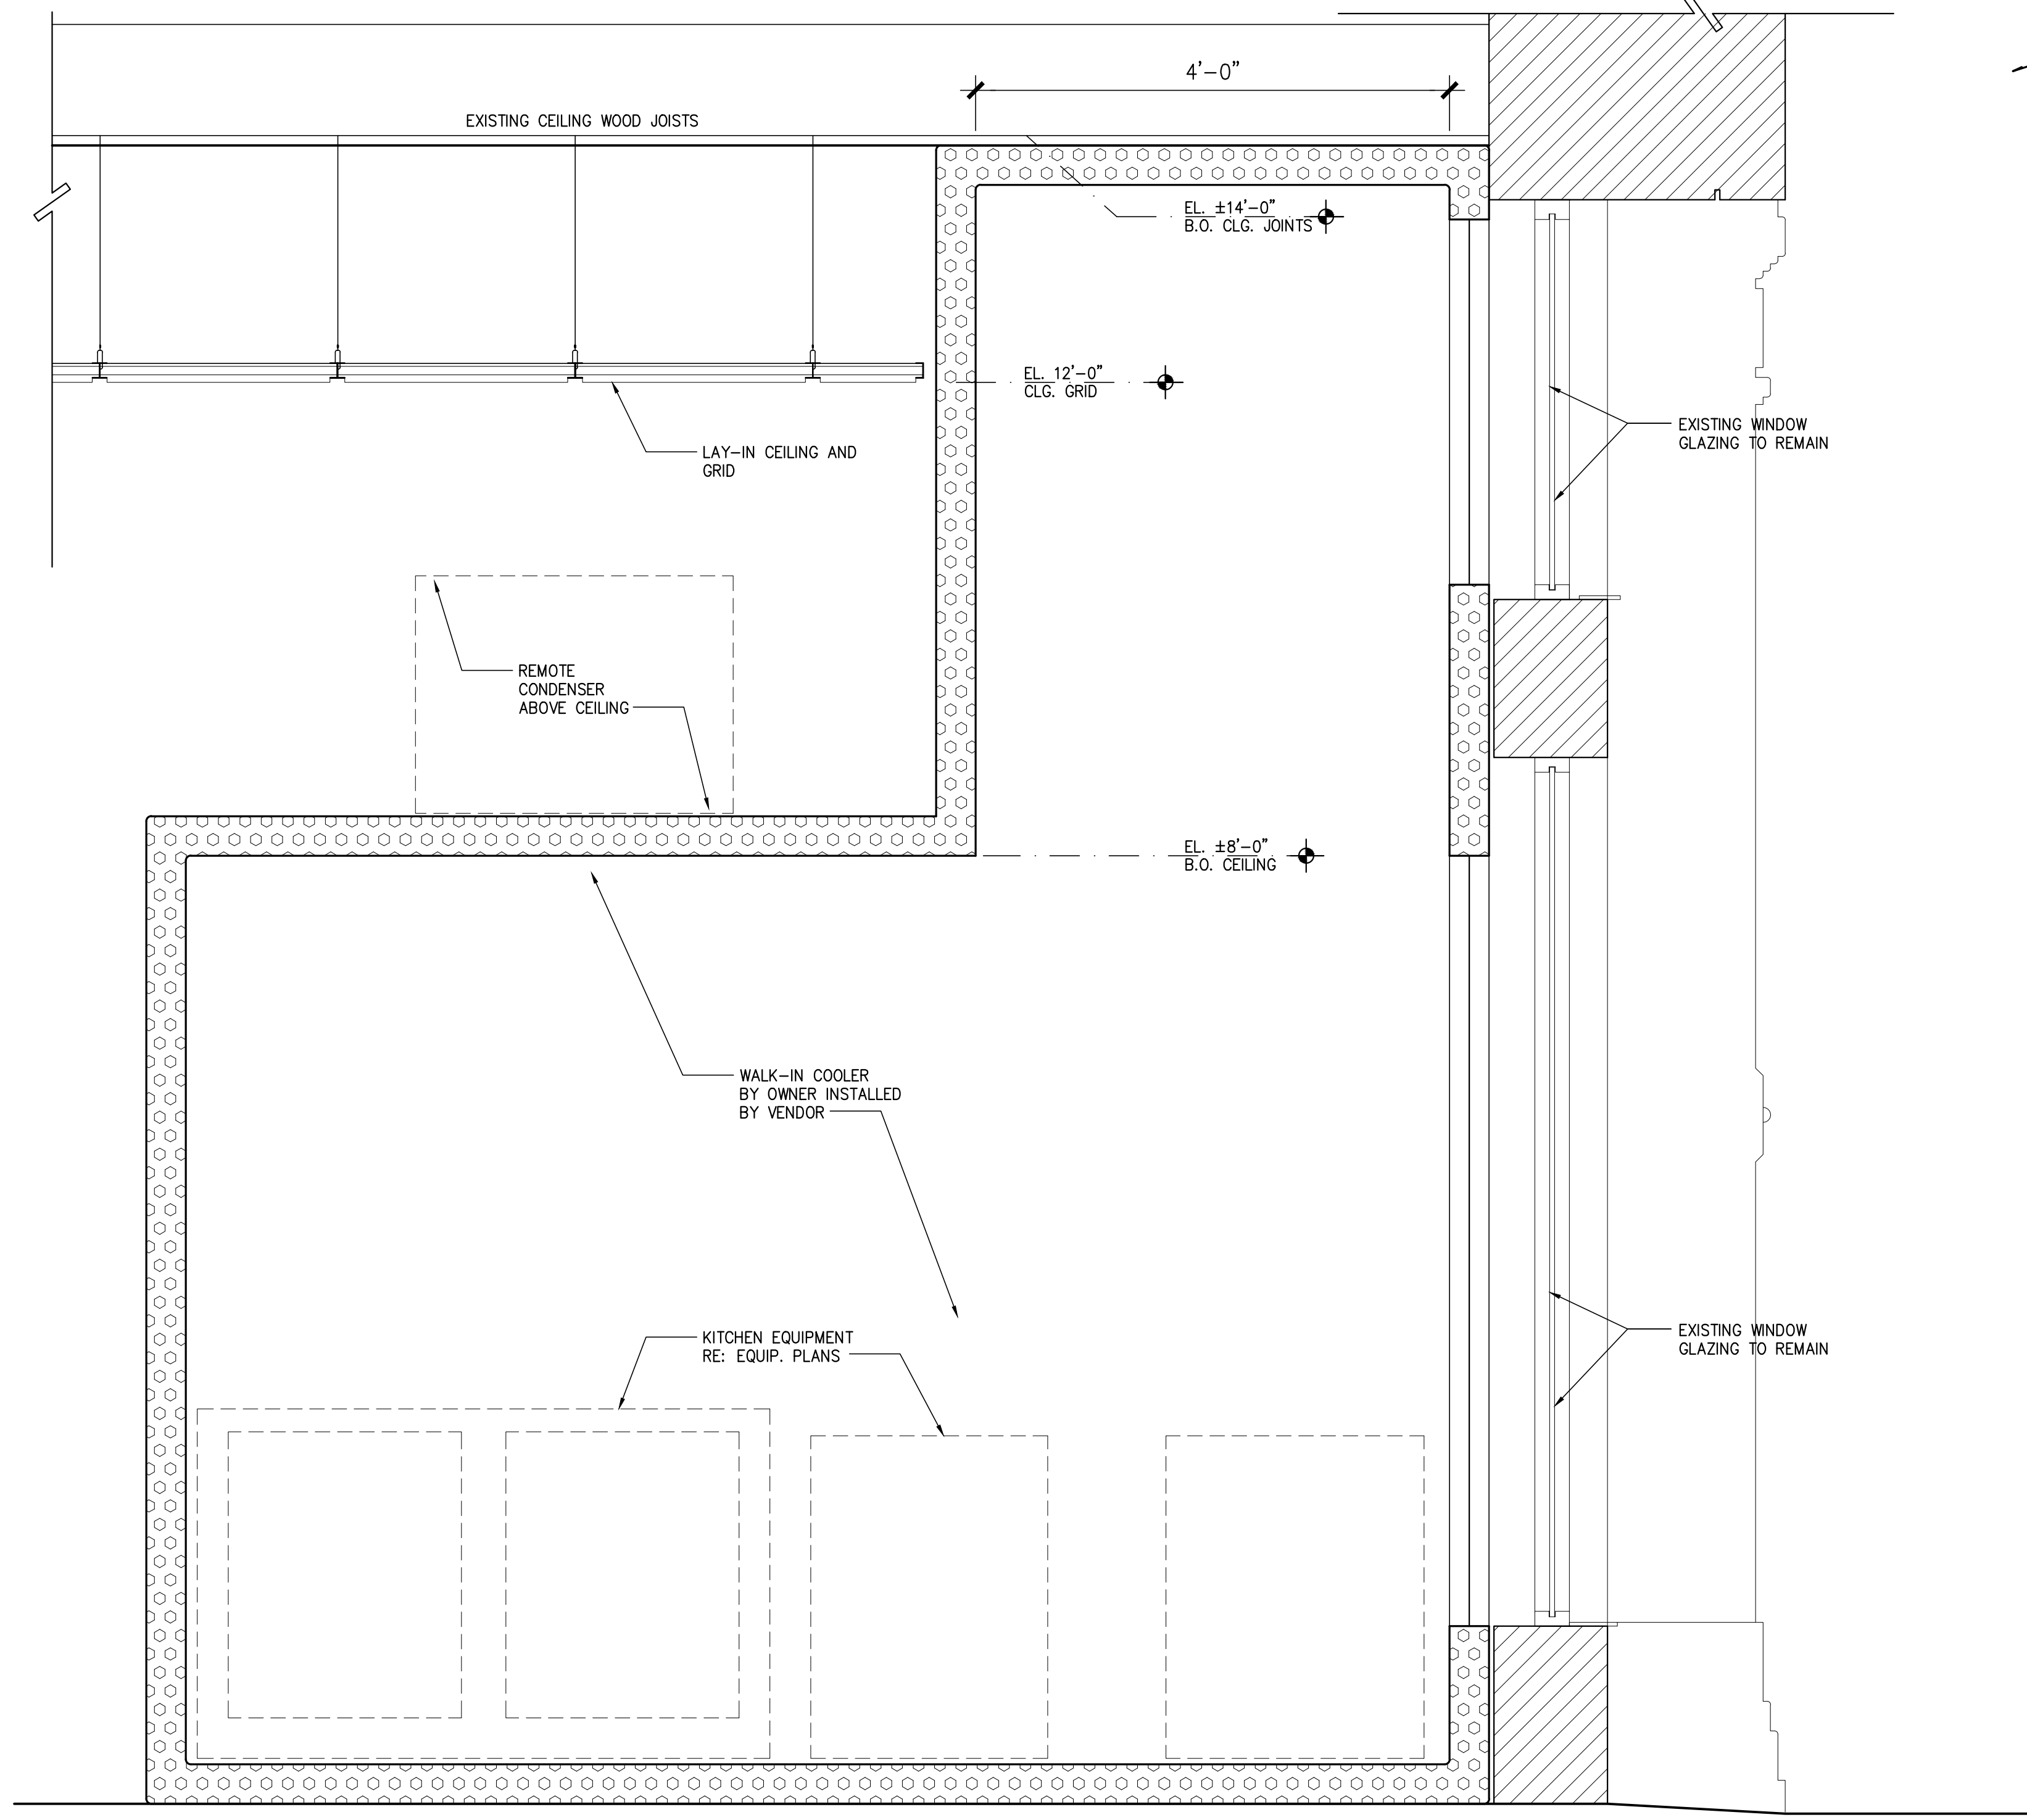 4'-0"
EXISTING CEILING WOOD JOISTS
EL. ±14'-0"
B.O. CLG. JOINTS
EL. 12'-0"
CLG. GRID
EXISTING WINDOW
GLAZING TO REMAIN
LAY-IN CEILING AND
GRID
REMOTE
CONDENSER
ABOVE CEILING
EL. ±8'-0"
B.O. CEILING
WALK-IN COOLER
BY OWNER INSTALLED
BY VENDOR
KITCHEN EQUIPMENT
RE: EQUIP. PLANS
EXISTING WINDOW
GLAZING TO REMAIN